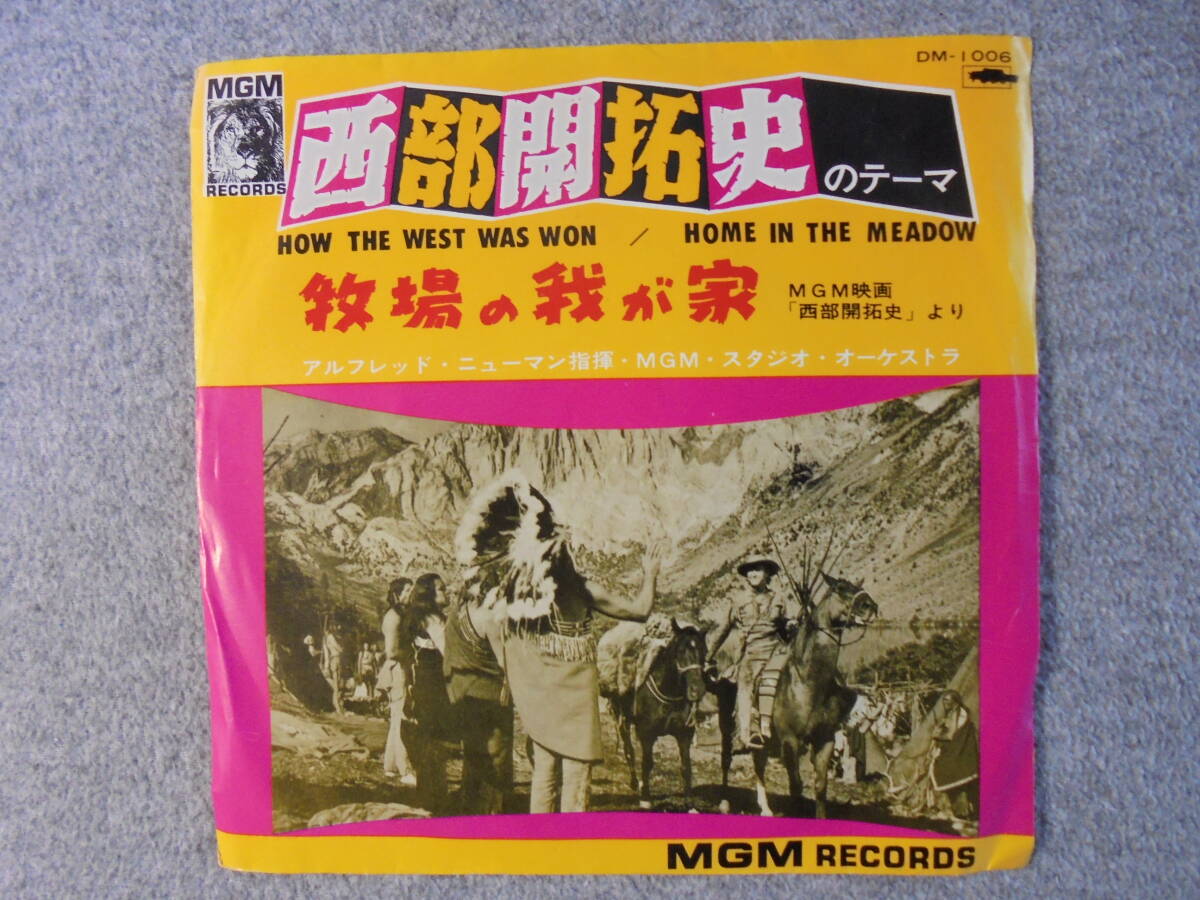 DM-1006
MGM
RECORDS
西部開拓史のテーマ
HOW THE WEST WAS WON / HOME IN THE MEADOW
牧場の我が家
MGM映画
「西部開拓史」より
アルフレッド・ニューマン指揮・MGM・スタジオ・オーケストラ
MGM RECORDS